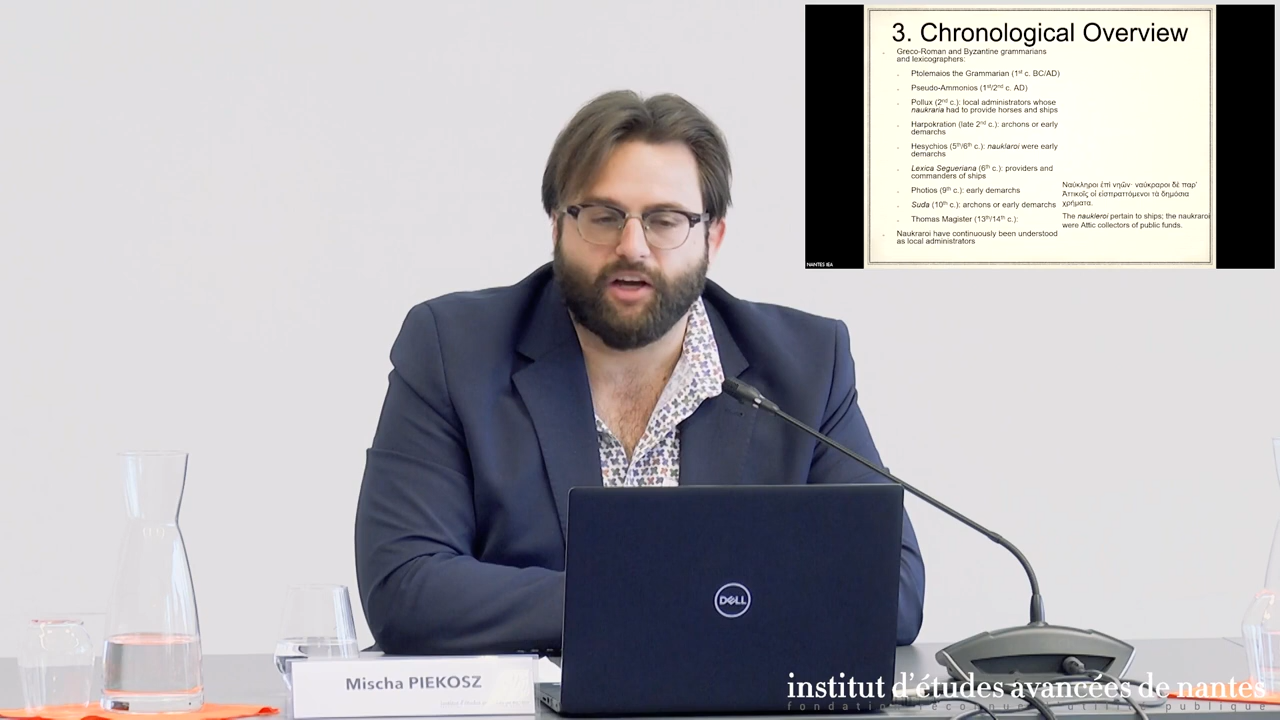 3. Chronological Overview
Greco-Roman and Byzantine grammarians
and lexicographers:
Ptolemaios the Grammarian (1st c. BC/AD)
Pseudo-Ammonios (1st/2nd c. AD)
Pollux (2nd c.): local administrators whose
naukraria had to provide horses and ships
Harpokration (late 2nd c.): archons or early
demarchs
Hesychios (5th/6th c.): nauklaroi were early
demarchs
Lexica Segueriana (6th c.): providers and
commanders of ships
Photios (9th c.): early demarchs
Suda (10th c.): archons or early demarchs
Thomas Magister (13th/14th c.):
Naukraroi have continuously been understood
as local administrators
Ναύκληροι ἐπὶ νηῶν· ναύκραροι δὲ παρ'
Ἀττικοῖς οἱ εἰσπραττόμενοι τὰ δημόσια
χρήματα.
The naukleroi pertain to ships; the naukraroi
were Attic collectors of public funds.
NANTES IEA
DELL
Mischa PIEKOSZ
institut d'études avancées de nantes
fondation reconnue d'utilité publique